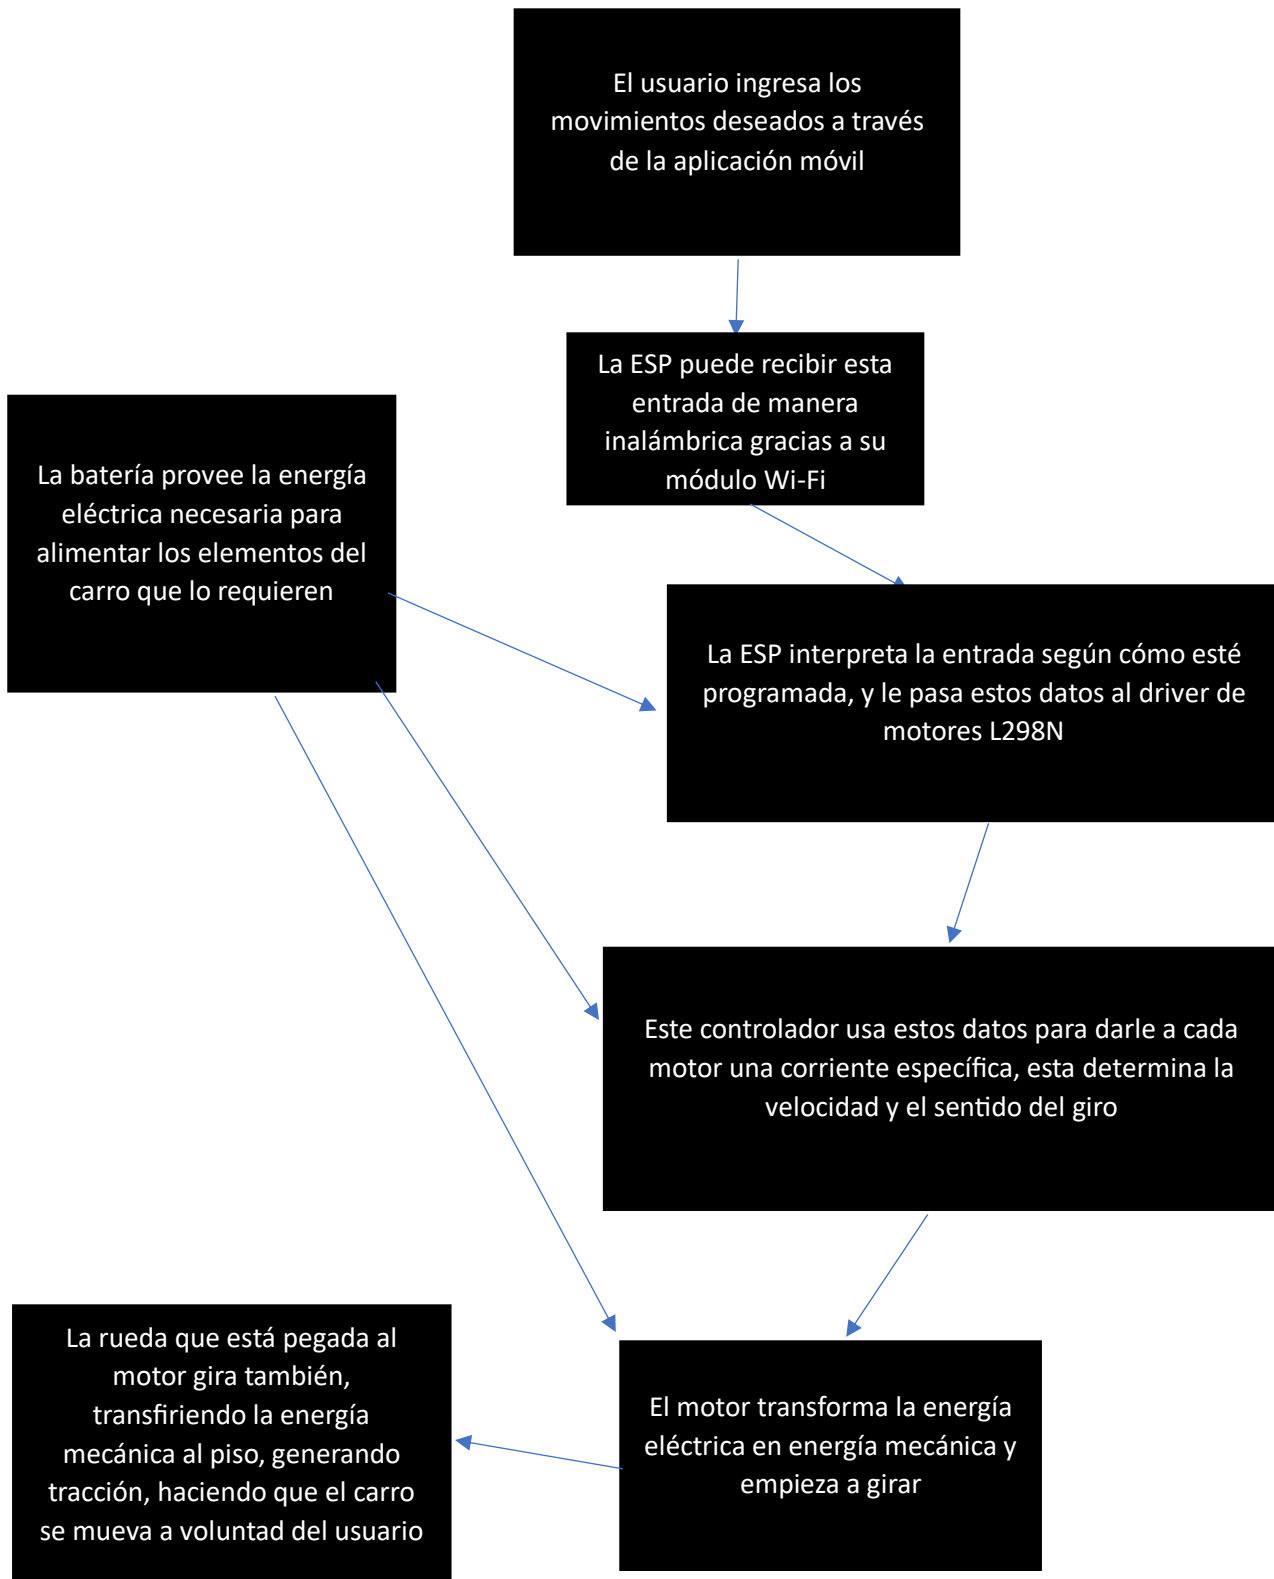 El usuario ingresa los
movimientos deseados a través
de la aplicación móvil
La ESP puede recibir esta
entrada de manera
inalámbrica gracias a su
módulo Wi-Fi
La batería provee la energía
eléctrica necesaria para
alimentar los elementos del
carro que lo requieren
La ESP interpreta la entrada según cómo esté
programada, y le pasa estos datos al driver de
motores L298N
Este controlador usa estos datos para darle a cada
motor una corriente específica, esta determina la
velocidad y el sentido del giro
El motor transforma la energía
eléctrica en energía mecánica y
empieza a girar
La rueda que está pegada al
motor gira también,
transfiriendo la energía
mecánica al piso, generando
tracción, haciendo que el carro
se mueva a voluntad del usuario